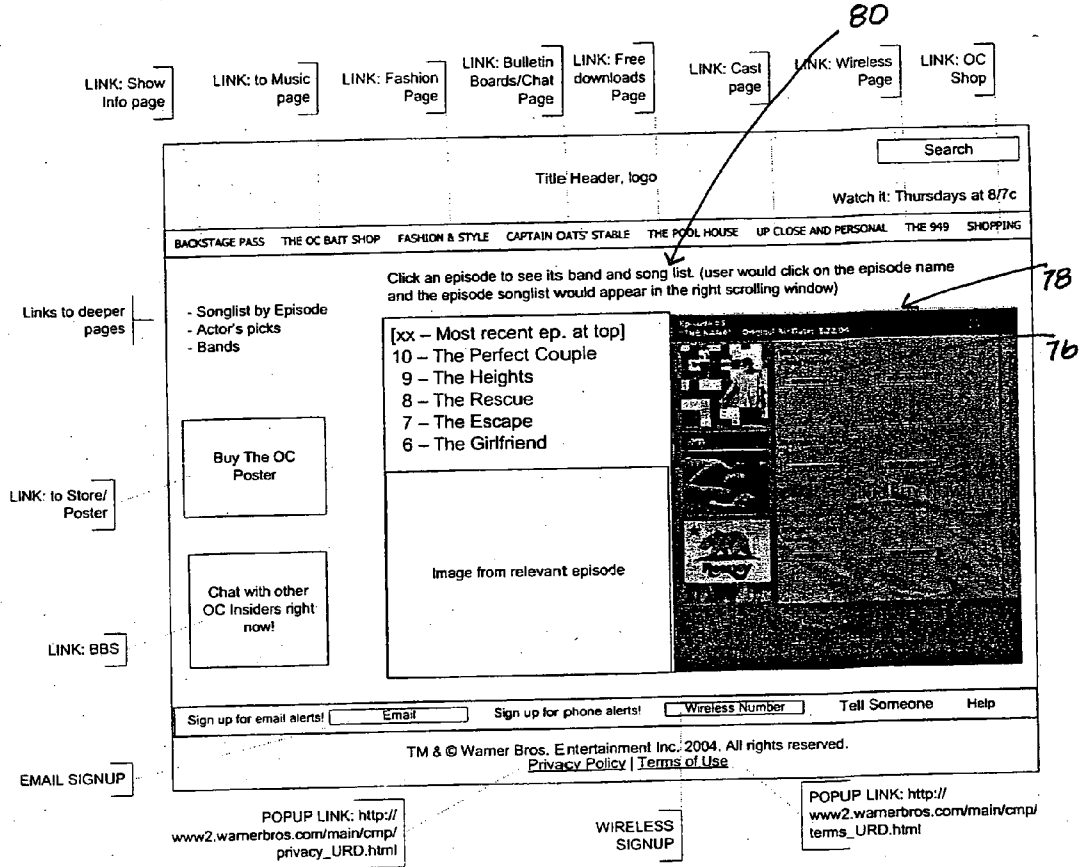 80
LINK: Show
Info page
LINK: to Music
page
LINK: Fashion
Page
LINK: Bulletin
Boards/Chat
Page
LINK: Free
downloads
Page
LINK: Cast
page
LINK: Wireless
Page
LINK: OC
Shop
Search
Title Header, logo
Watch it: Thursdays at 8/7c
BACKSTAGE PASS THE OC BAIT SHOP FASHION & STYLE CAPTAIN OATS' STABLE THE POOL HOUSE UP CLOSE AND PERSONAL THE 949 SHOPPING
Links to deeper
pages
- Songlist by Episode
- Actor's picks
- Bands
Click an episode to see its band and song list. (user would click on the episode name
and the episode songlist would appear in the right scrolling window)
78
76
[xx – Most recent ep. at top]
10 – The Perfect Couple
9 – The Heights
8 – The Rescue
7 – The Escape
6 – The Girlfriend
Buy The OC
Poster
LINK: to Store/
Poster
Image from relevant episode
Chat with other
OC Insiders right
now!
LINK: BBS
Sign up for email alerts! Email Sign up for phone alerts! Wireless Number Tell Someone Help
TM & © Warner Bros. Entertainment Inc. 2004. All rights reserved.
Privacy Policy | Terms of Use
EMAIL SIGNUP
POPUP LINK: http://
www2.warnerbros.com/main/cmp/
privacy_URD.html
WIRELESS
SIGNUP
POPUP LINK: http://
www2.warnerbros.com/main/cmp/
terms_URD.html